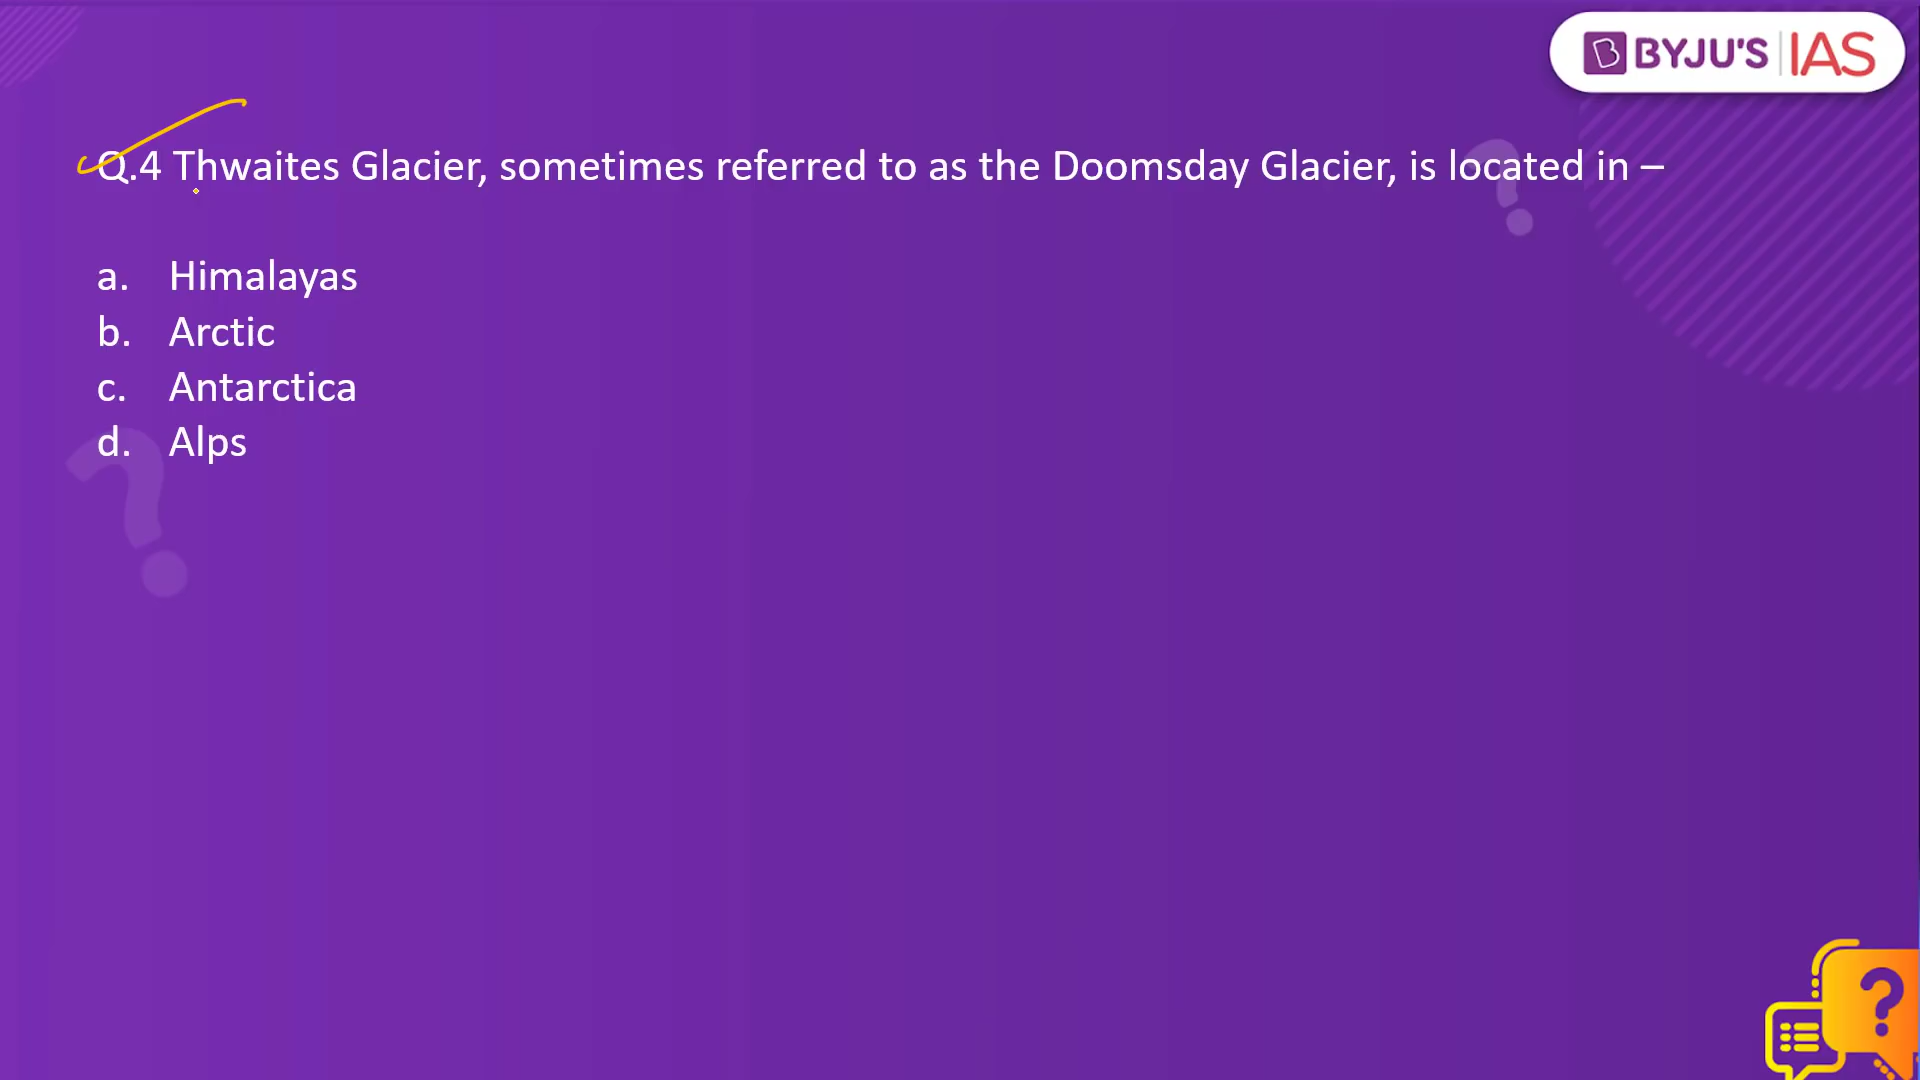 BYJU'S IAS
Q.4 Thwaites Glacier, sometimes referred to as the Doomsday Glacier, is located in –
a. Himalayas
b. Arctic
c. Antarctica
d. Alps